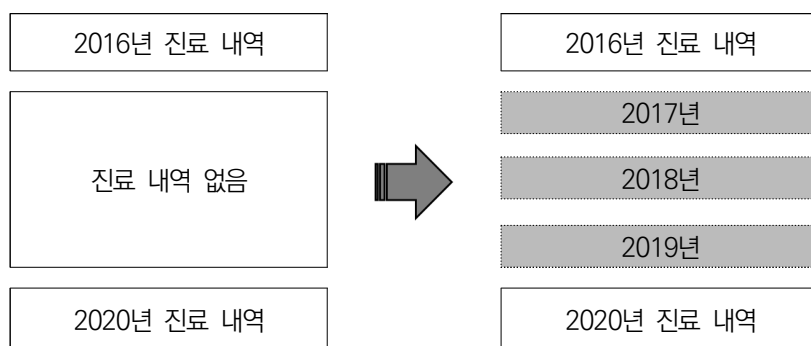 2016년 진료 내역
진료 내역 없음
2020년 진료 내역
2016년 진료 내역
2017년
2018년
2019년
2020년 진료 내역